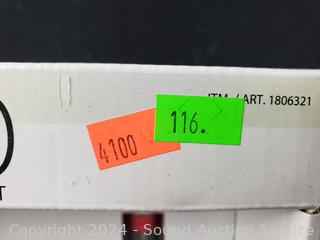 ITM. / ART. 1806321
116.
4100
T
Copyright 2024 - Sound Auction Service